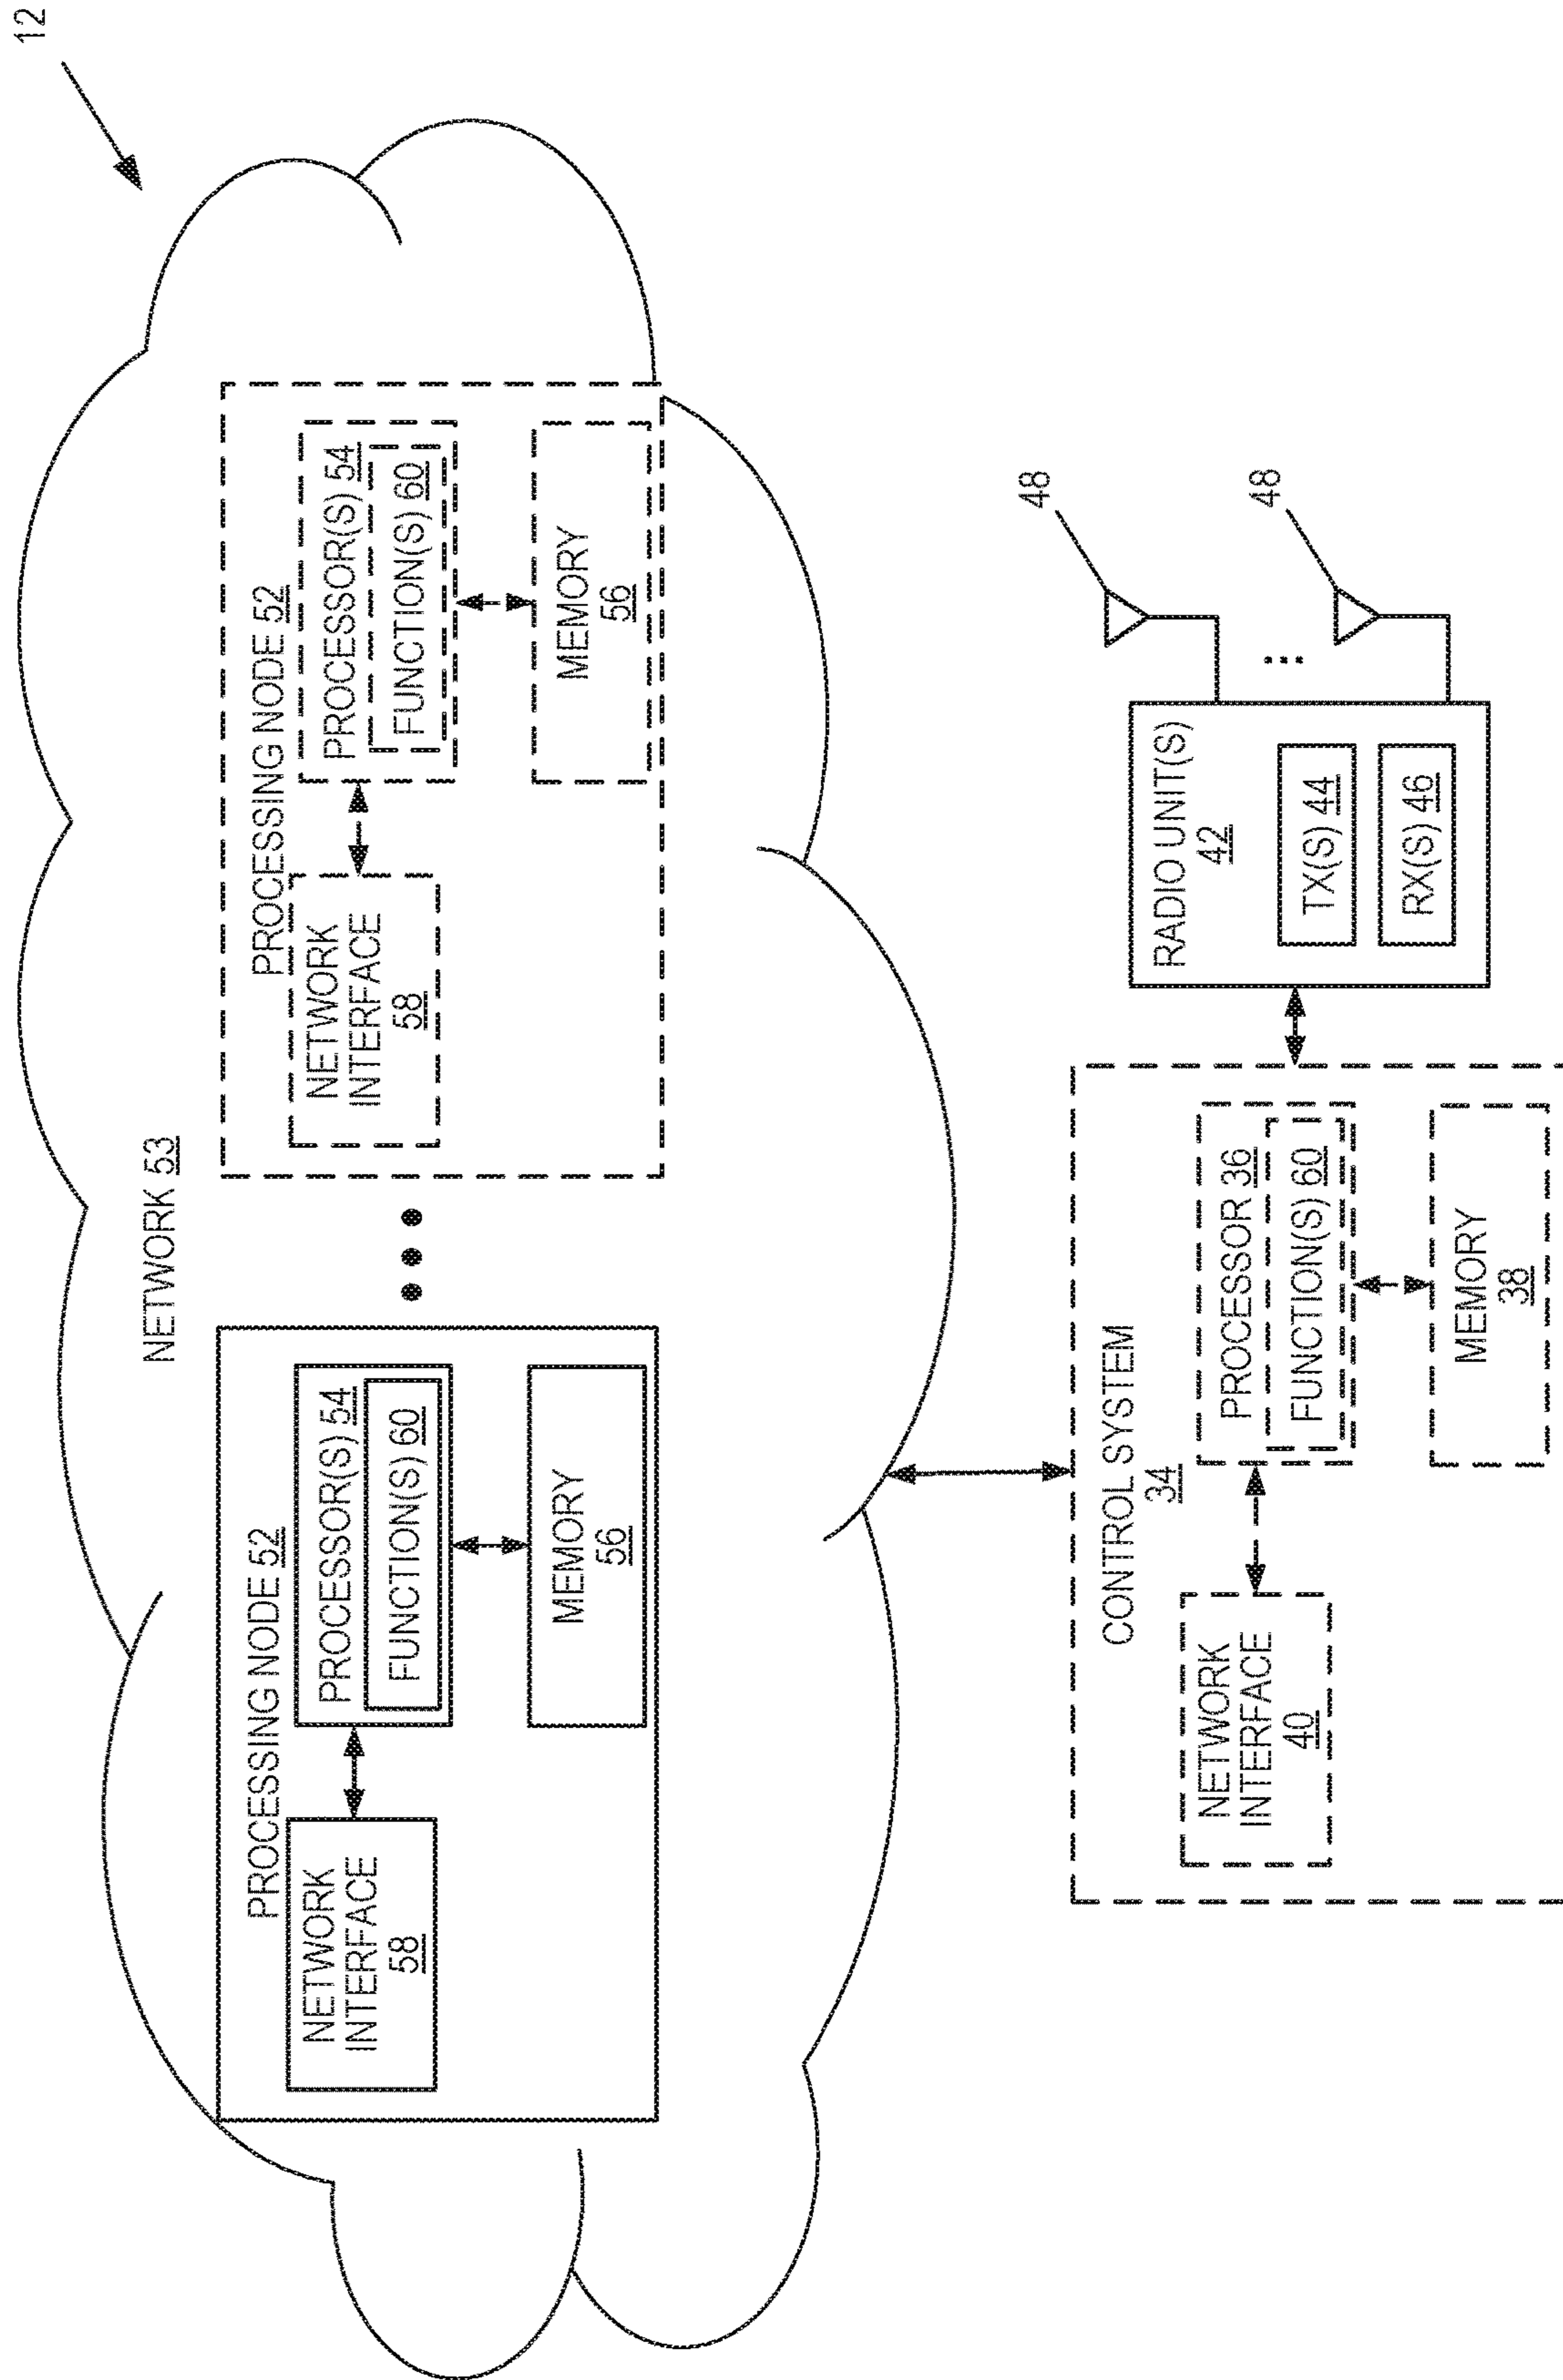 12
NETWORK 53
PROCESSING NODE 52
NETWORK
INTERFACE
58
PROCESSOR(S) 54
FUNCTION(S) 60
MEMORY
56
PROCESSING NODE 52
NETWORK
INTERFACE
58
PROCESSOR(S) 54
FUNCTION(S) 60
MEMORY
56
CONTROL SYSTEM
34
NETWORK
INTERFACE
40
PROCESSOR 36
FUNCTION(S) 60
MEMORY
38
RADIO UNIT(S)
42
TX(S) 44
RX(S) 46
48
48